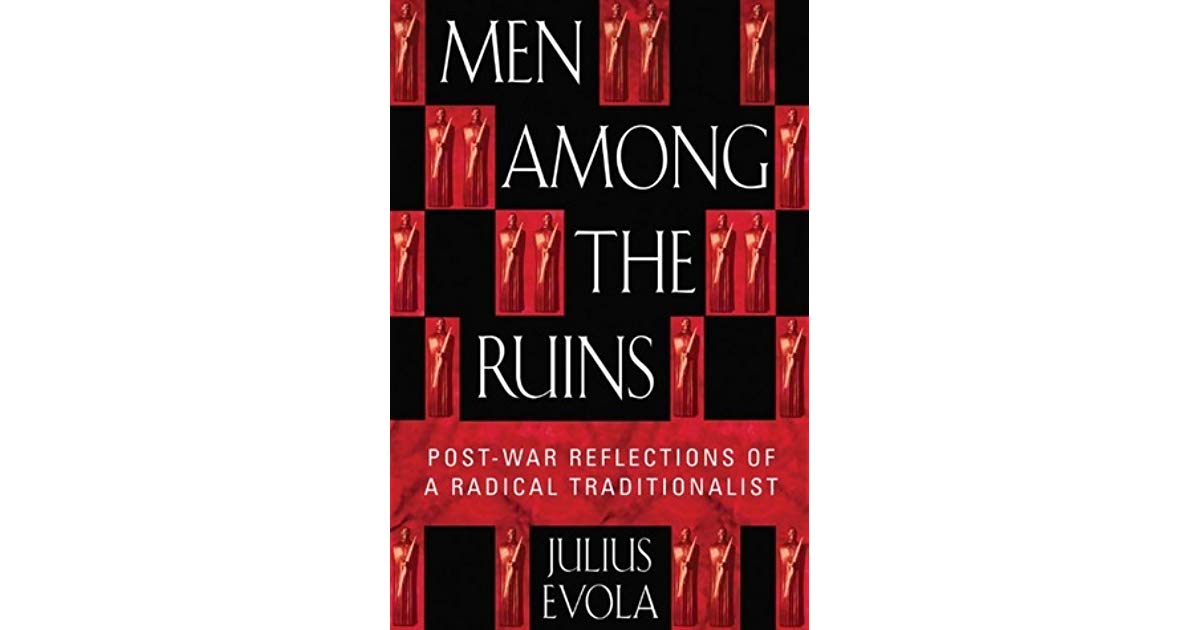 MEN
AMONG
THE
RUINS
POST-WAR REFLECTIONS OF
A RADICAL TRADITIONALIST
JULIUS
EVOLA